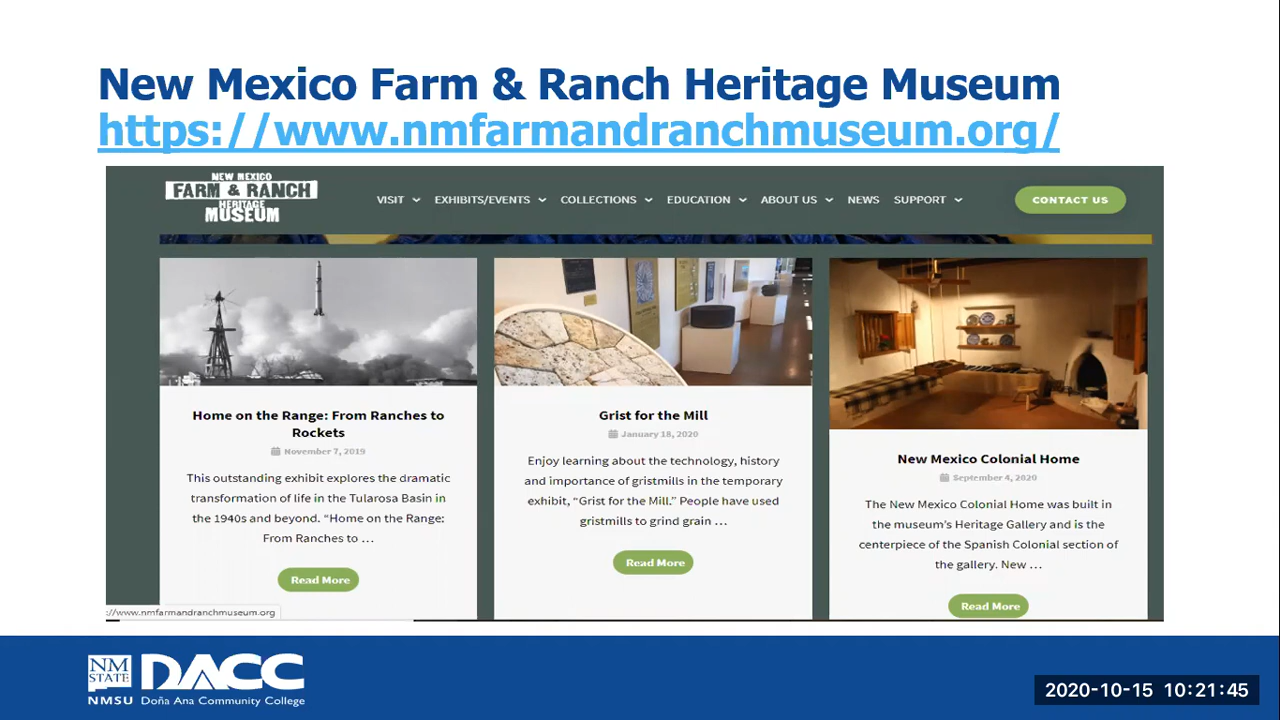 New Mexico Farm & Ranch Heritage Museum
https://www.nmfarmandranchmuseum.org/
NEW MEXICO
FARM & RANCH
HERITAGE
MUSEUM
VISIT EXHIBITS/EVENTS COLLECTIONS EDUCATION ABOUT US NEWS SUPPORT CONTACT US
Home on the Range: From Ranches to
Rockets
November 7, 2019
This outstanding exhibit explores the dramatic
transformation of life in the Tularosa Basin in
the 1940s and beyond. “Home on the Range:
From Ranches to ...
Read More
Grist for the Mill
January 18, 2020
Enjoy learning about the technology, history
and importance of gristmills in the temporary
exhibit, “Grist for the Mill.” People have used
gristmills to grind grain ...
Read More
New Mexico Colonial Home
September 4, 2020
The New Mexico Colonial Home was built in
the museum’s Heritage Gallery and is the
centerpiece of the Spanish Colonial section of
the gallery. New ...
Read More
://www.nmfarmandranchmuseum.org
NM
STATE
NMSU
DACC
Doña Ana Community College
2020-10-15 10:21:45